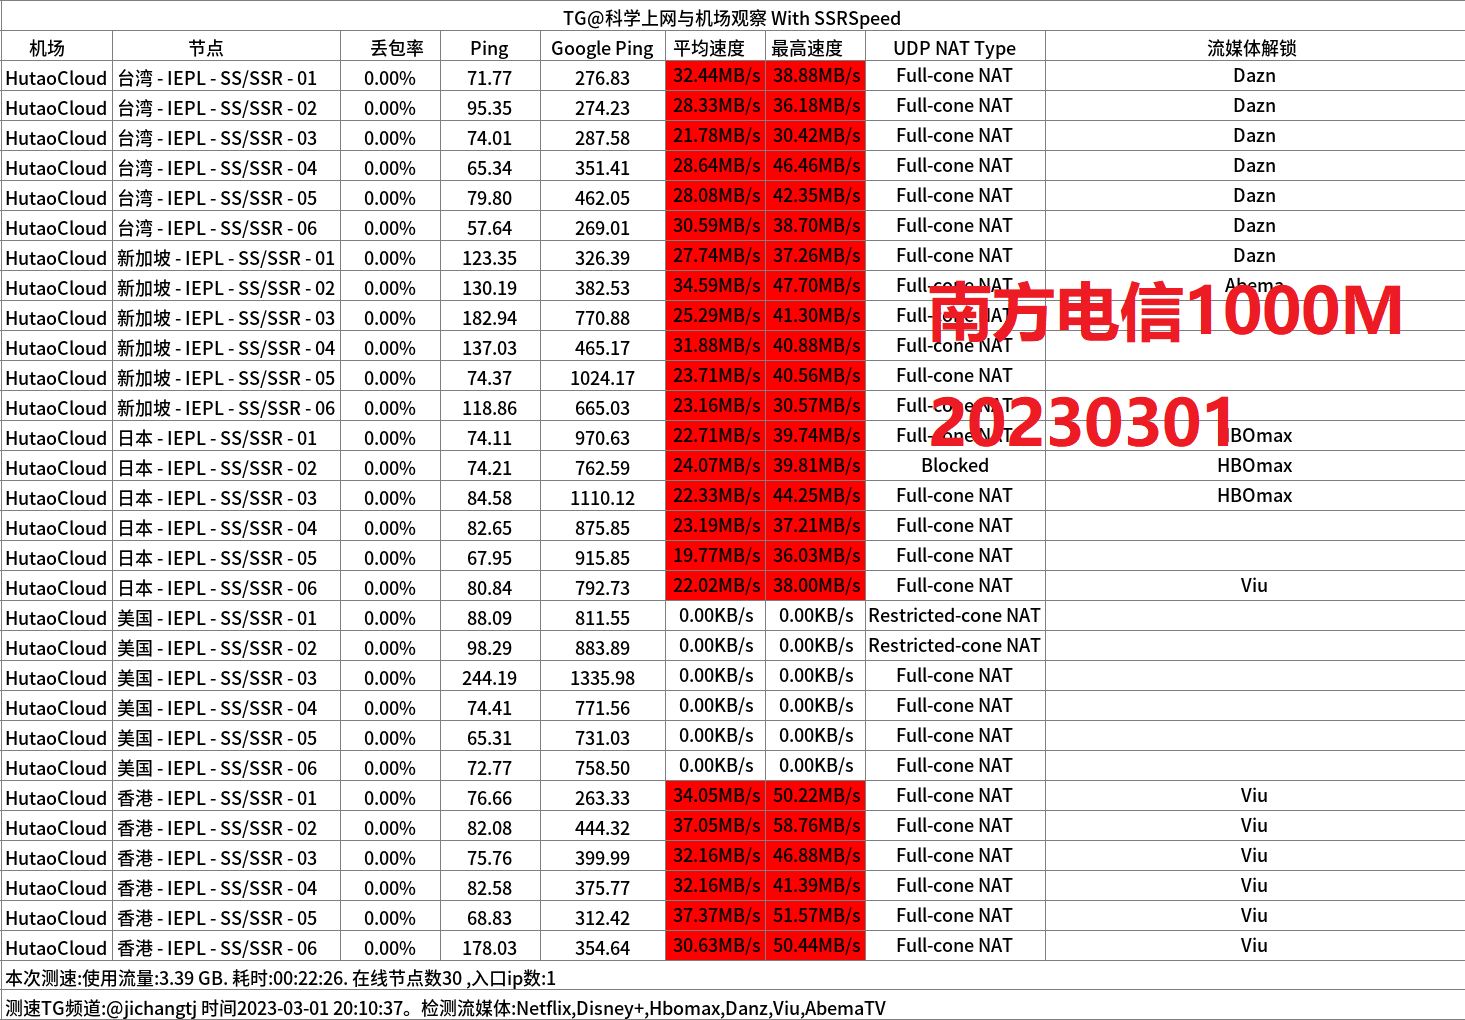 TG@科学上网与机场观察 With SSRSpeed
机场 节点 丢包率 Ping Google Ping 平均速度 最高速度 UDP NAT Type 流媒体解锁
HutaoCloud 台湾 - IEPL - SS/SSR - 01 0.00% 71.77 276.83 32.44MB/s 38.88MB/s Full-cone NAT Dazn
HutaoCloud 台湾 - IEPL - SS/SSR - 02 0.00% 95.35 274.23 28.33MB/s 36.18MB/s Full-cone NAT Dazn
HutaoCloud 台湾 - IEPL - SS/SSR - 03 0.00% 74.01 287.58 21.78MB/s 30.42MB/s Full-cone NAT Dazn
HutaoCloud 台湾 - IEPL - SS/SSR - 04 0.00% 65.34 351.41 28.64MB/s 46.46MB/s Full-cone NAT Dazn
HutaoCloud 台湾 - IEPL - SS/SSR - 05 0.00% 79.80 462.05 28.08MB/s 42.35MB/s Full-cone NAT Dazn
HutaoCloud 台湾 - IEPL - SS/SSR - 06 0.00% 57.64 269.01 30.59MB/s 38.70MB/s Full-cone NAT Dazn
HutaoCloud 新加坡 - IEPL - SS/SSR - 01 0.00% 123.35 326.39 27.74MB/s 37.26MB/s Full-cone NAT Dazn
HutaoCloud 新加坡 - IEPL - SS/SSR - 02 0.00% 130.19 382.53 34.59MB/s 47.70MB/s Full-cone NAT Abema
HutaoCloud 新加坡 - IEPL - SS/SSR - 03 0.00% 182.94 770.88 25.29MB/s 41.30MB/s Full-cone NAT
南方电信1000M
HutaoCloud 新加坡 - IEPL - SS/SSR - 04 0.00% 137.03 465.17 31.88MB/s 40.88MB/s Full-cone NAT
HutaoCloud 新加坡 - IEPL - SS/SSR - 05 0.00% 74.37 1024.17 23.71MB/s 40.56MB/s Full-cone NAT
HutaoCloud 新加坡 - IEPL - SS/SSR - 06 0.00% 118.86 665.03 23.16MB/s 30.57MB/s Full-cone NAT
20230301
HutaoCloud 日本 - IEPL - SS/SSR - 01 0.00% 74.11 970.63 22.71MB/s 39.74MB/s Full-cone NAT HBOmax
HutaoCloud 日本 - IEPL - SS/SSR - 02 0.00% 74.21 762.59 24.07MB/s 39.81MB/s Blocked HBOmax
HutaoCloud 日本 - IEPL - SS/SSR - 03 0.00% 84.58 1110.12 22.33MB/s 44.25MB/s Full-cone NAT HBOmax
HutaoCloud 日本 - IEPL - SS/SSR - 04 0.00% 82.65 875.85 23.19MB/s 37.21MB/s Full-cone NAT
HutaoCloud 日本 - IEPL - SS/SSR - 05 0.00% 67.95 915.85 19.77MB/s 36.03MB/s Full-cone NAT
HutaoCloud 日本 - IEPL - SS/SSR - 06 0.00% 80.84 792.73 22.02MB/s 38.00MB/s Full-cone NAT Viu
HutaoCloud 美国 - IEPL - SS/SSR - 01 0.00% 88.09 811.55 0.00KB/s 0.00KB/s Restricted-cone NAT
HutaoCloud 美国 - IEPL - SS/SSR - 02 0.00% 98.29 883.89 0.00KB/s 0.00KB/s Restricted-cone NAT
HutaoCloud 美国 - IEPL - SS/SSR - 03 0.00% 244.19 1335.98 0.00KB/s 0.00KB/s Full-cone NAT
HutaoCloud 美国 - IEPL - SS/SSR - 04 0.00% 74.41 771.56 0.00KB/s 0.00KB/s Full-cone NAT
HutaoCloud 美国 - IEPL - SS/SSR - 05 0.00% 65.31 731.03 0.00KB/s 0.00KB/s Full-cone NAT
HutaoCloud 美国 - IEPL - SS/SSR - 06 0.00% 72.77 758.50 0.00KB/s 0.00KB/s Full-cone NAT
HutaoCloud 香港 - IEPL - SS/SSR - 01 0.00% 76.66 263.33 34.05MB/s 50.22MB/s Full-cone NAT Viu
HutaoCloud 香港 - IEPL - SS/SSR - 02 0.00% 82.08 444.32 37.05MB/s 58.76MB/s Full-cone NAT Viu
HutaoCloud 香港 - IEPL - SS/SSR - 03 0.00% 75.76 399.99 32.16MB/s 46.88MB/s Full-cone NAT Viu
HutaoCloud 香港 - IEPL - SS/SSR - 04 0.00% 82.58 375.77 32.16MB/s 41.39MB/s Full-cone NAT Viu
HutaoCloud 香港 - IEPL - SS/SSR - 05 0.00% 68.83 312.42 37.37MB/s 51.57MB/s Full-cone NAT Viu
HutaoCloud 香港 - IEPL - SS/SSR - 06 0.00% 178.03 354.64 30.63MB/s 50.44MB/s Full-cone NAT Viu
本次测速:使用流量:3.39 GB. 耗时:00:22:26. 在线节点数30 ,入口ip数:1
测速TG频道:@jichangtj 时间2023-03-01 20:10:37。检测流媒体:Netflix,Disney+,Hbomax,Danz,Viu,AbemaTV